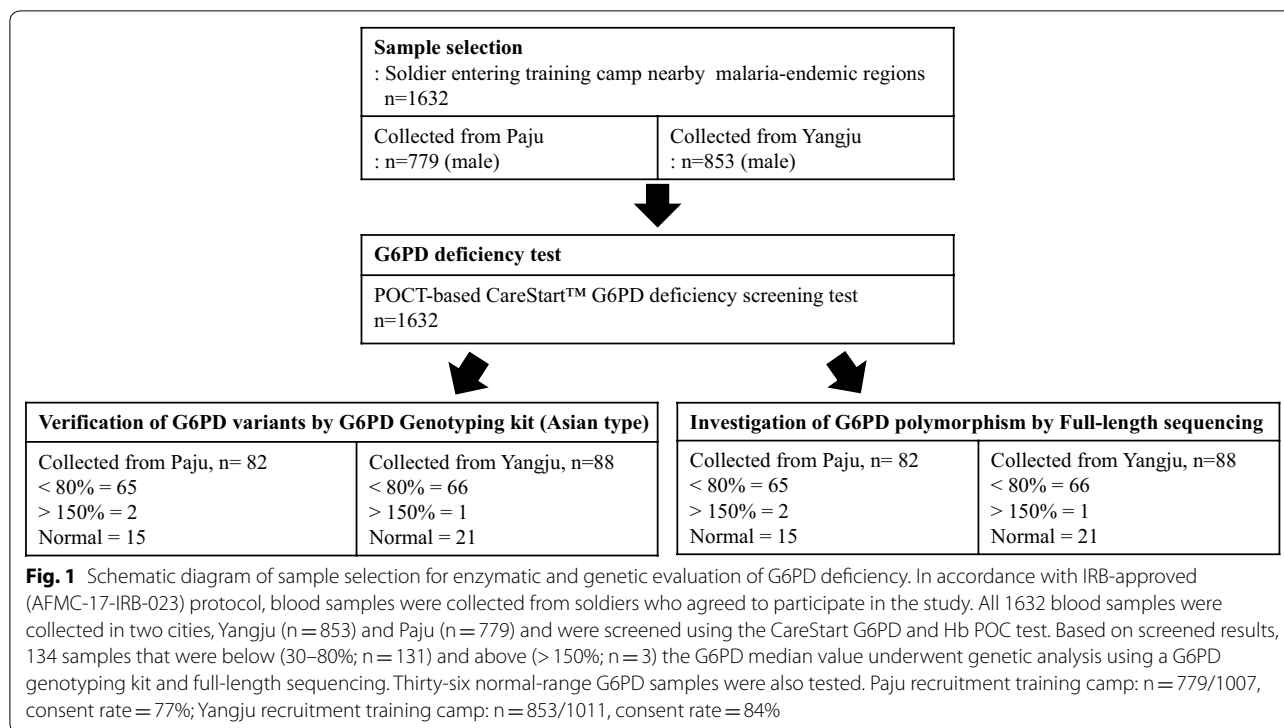 Sample selection
: Soldier entering training camp nearby malaria-endemic regions
n=1632
Collected from Paju
: n=779 (male)
Collected from Yangju
: n=853 (male)
G6PD deficiency test
POCT-based CareStart™ G6PD deficiency screening test
n=1632
Verification of G6PD variants by G6PD Genotyping kit (Asian type)
Collected from Paju, n= 82
< 80% = 65
> 150% = 2
Normal = 15
Collected from Yangju, n=88
< 80% = 66
> 150% = 1
Normal = 21
Investigation of G6PD polymorphism by Full-length sequencing
Collected from Paju, n= 82
< 80% = 65
> 150% = 2
Normal = 15
Collected from Yangju, n=88
< 80% = 66
> 150% = 1
Normal = 21
Fig. 1 Schematic diagram of sample selection for enzymatic and genetic evaluation of G6PD deficiency. In accordance with IRB-approved
(AFMC-17-IRB-023) protocol, blood samples were collected from soldiers who agreed to participate in the study. All 1632 blood samples were
collected in two cities, Yangju (n = 853) and Paju (n = 779) and were screened using the CareStart G6PD and Hb POC test. Based on screened results,
134 samples that were below (30–80%; n = 131) and above (> 150%; n = 3) the G6PD median value underwent genetic analysis using a G6PD
genotyping kit and full-length sequencing. Thirty-six normal-range G6PD samples were also tested. Paju recruitment training camp: n = 779/1007,
consent rate = 77%; Yangju recruitment training camp: n = 853/1011, consent rate = 84%